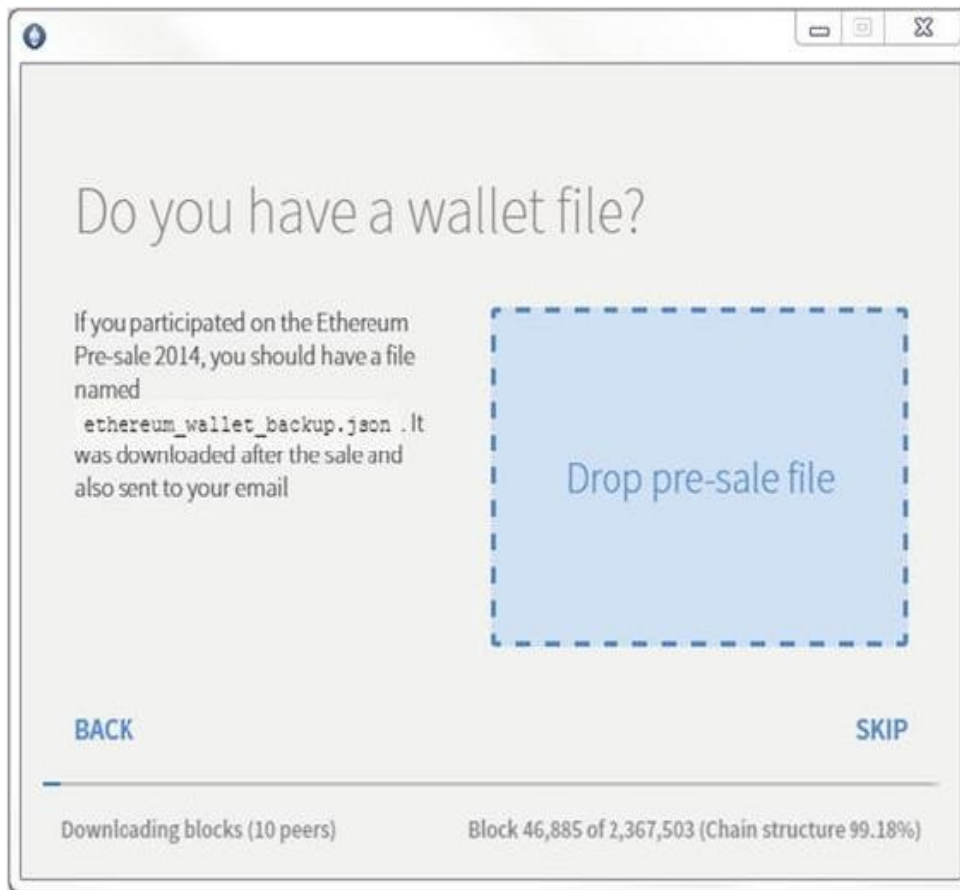 Do you have a wallet file?
If you participated on the Ethereum
Pre-sale 2014, you should have a file
named
ethereum_wallet_backup.json . It
was downloaded after the sale and
also sent to your email
Drop pre-sale file
BACK
SKIP
Downloading blocks (10 peers)
Block 46,885 of 2,367,503 (Chain structure 99.18%)